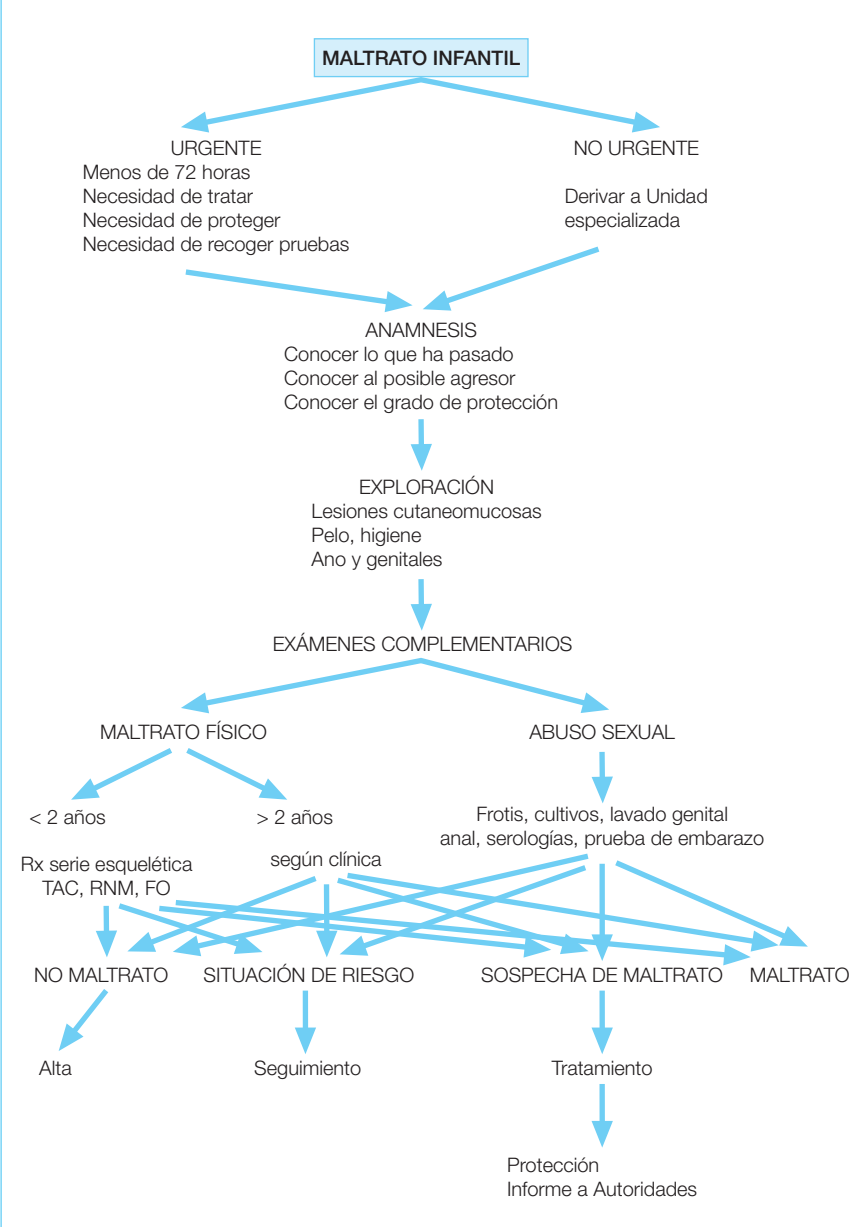 MALTRATO INFANTIL
URGENTE
Menos de 72 horas
Necesidad de tratar
Necesidad de proteger
Necesidad de recoger pruebas
NO URGENTE
Derivar a Unidad
especializada
ANAMNESIS
Conocer lo que ha pasado
Conocer al posible agresor
Conocer el grado de protección
EXPLORACIÓN
Lesiones cutaneomucosas
Pelo, higiene
Ano y genitales
EXÁMENES COMPLEMENTARIOS
MALTRATO FÍSICO
ABUSO SEXUAL
< 2 años
Rx serie esquelética
TAC, RNM, FO
> 2 años
según clínica
Frotis, cultivos, lavado genital
anal, serologías, prueba de embarazo
NO MALTRATO
SITUACIÓN DE RIESGO
SOSPECHA DE MALTRATO
MALTRATO
Alta
Seguimiento
Tratamiento
Protección
Informe a Autoridades